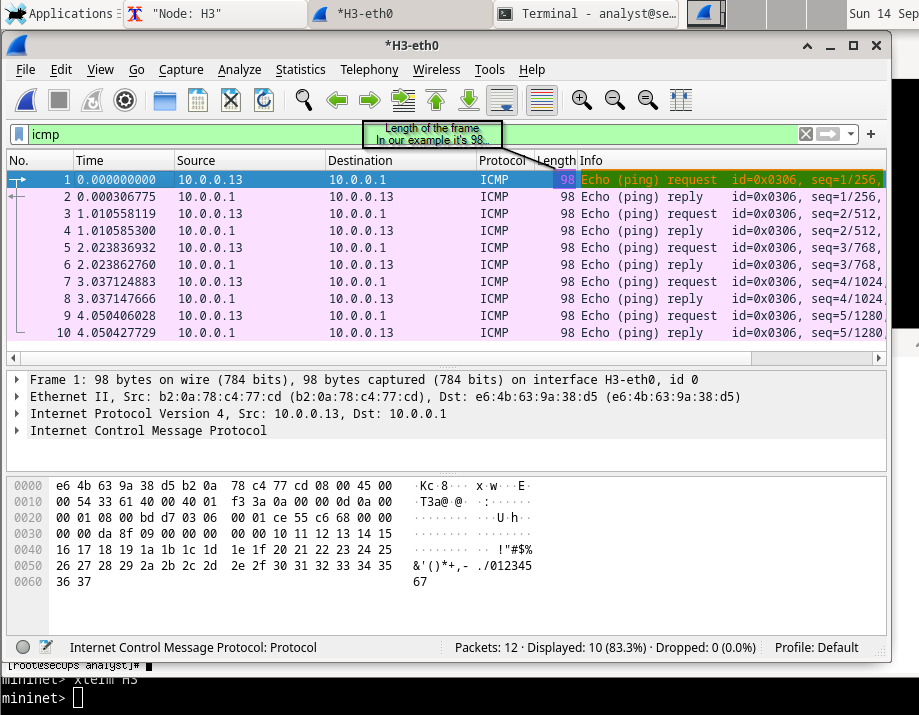 Applications "Node: H3" *H3-eth0 Terminal - analyst@se... Sun 14 Sep
*H3-eth0
File Edit View Go Capture Analyze Statistics Telephony Wireless Tools Help
icmp
Length of the frame
In our example it's 98...
No. Time Source Destination Protocol Length Info
1 0.000000000 10.0.0.13 10.0.0.1 ICMP 98 Echo (ping) request id=0x0306, seq=1/256,
2 0.000306775 10.0.0.1 10.0.0.13 ICMP 98 Echo (ping) reply id=0x0306, seq=1/256,
3 1.010558119 10.0.0.13 10.0.0.1 ICMP 98 Echo (ping) request id=0x0306, seq=2/512,
4 1.010585300 10.0.0.1 10.0.0.13 ICMP 98 Echo (ping) reply id=0x0306, seq=2/512,
5 2.023836932 10.0.0.13 10.0.0.1 ICMP 98 Echo (ping) request id=0x0306, seq=3/768,
6 2.023862760 10.0.0.1 10.0.0.13 ICMP 98 Echo (ping) reply id=0x0306, seq=3/768,
7 3.037124883 10.0.0.13 10.0.0.1 ICMP 98 Echo (ping) request id=0x0306, seq=4/1024,
8 3.037147666 10.0.0.1 10.0.0.13 ICMP 98 Echo (ping) reply id=0x0306, seq=4/1024,
9 4.050406028 10.0.0.13 10.0.0.1 ICMP 98 Echo (ping) request id=0x0306, seq=5/1280,
10 4.050427729 10.0.0.1 10.0.0.13 ICMP 98 Echo (ping) reply id=0x0306, seq=5/1280,
Frame 1: 98 bytes on wire (784 bits), 98 bytes captured (784 bits) on interface H3-eth0, id 0
Ethernet II, Src: b2:0a:78:c4:77:cd (b2:0a:78:c4:77:cd), Dst: e6:4b:63:9a:38:d5 (e6:4b:63:9a:38:d5)
Internet Protocol Version 4, Src: 10.0.0.13, Dst: 10.0.0.1
Internet Control Message Protocol
0000 e6 4b 63 9a 38 d5 b2 0a 78 c4 77 cd 08 00 45 00 ·Kc·8··· x·w···E·
0010 00 54 33 61 40 00 40 01 f3 3a 0a 00 00 0d 0a 00 ·T3a@·@· ·:······
0020 00 01 08 00 bd d7 03 06 00 01 ce 55 c6 68 00 00 ········ ···U·h··
0030 00 00 da 8f 09 00 00 00 00 00 10 11 12 13 14 15 ········ ········
0040 16 17 18 19 1a 1b 1c 1d 1e 1f 20 21 22 23 24 25 ········ ·· !"#$%
0050 26 27 28 29 2a 2b 2c 2d 2e 2f 30 31 32 33 34 35 &'()*+,- ./012345
0060 36 37 67
Internet Control Message Protocol: Protocol Packets: 12 · Displayed: 10 (83.3%) · Dropped: 0 (0.0%) Profile: Default
[root@secOps analyst]#
mininet> xterm H3
mininet>